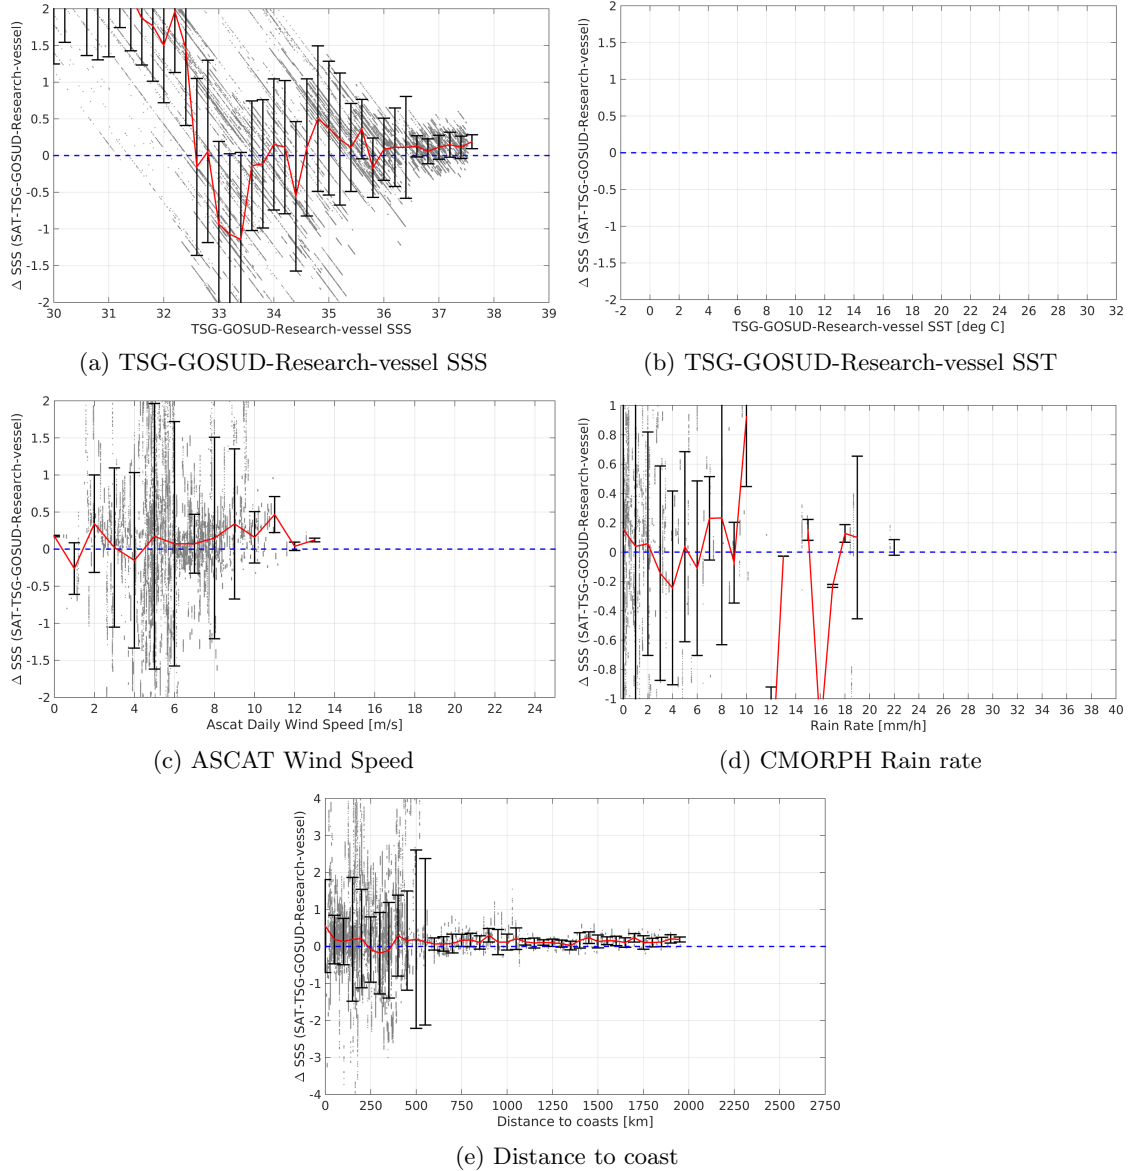 2
1.5
1
0.5
0
-0.5
-1
-1.5
-2
Δ SSS (SAT-TSG-GOSUD-Research-vessel)
30 31 32 33 34 35 36 37 38 39
TSG-GOSUD-Research-vessel SSS
(a) TSG-GOSUD-Research-vessel SSS
2
1.5
1
0.5
0
-0.5
-1
-1.5
-2
Δ SSS (SAT-TSG-GOSUD-Research-vessel)
-2 0 2 4 6 8 10 12 14 16 18 20 22 24 26 28 30 32
TSG-GOSUD-Research-vessel SST [deg C]
(b) TSG-GOSUD-Research-vessel SST
2
1.5
1
0.5
0
-0.5
-1
-1.5
-2
Δ SSS (SAT-TSG-GOSUD-Research-vessel)
0 2 4 6 8 10 12 14 16 18 20 22 24
Ascat Daily Wind Speed [m/s]
(c) ASCAT Wind Speed
1
0.8
0.6
0.4
0.2
0
-0.2
-0.4
-0.6
-0.8
-1
Δ SSS (SAT-TSG-GOSUD-Research-vessel)
0 2 4 6 8 10 12 14 16 18 20 22 24 26 28 30 32 34 36 38 40
Rain Rate [mm/h]
(d) CMORPH Rain rate
4
3
2
1
0
-1
-2
-3
-4
Δ SSS (SAT-TSG-GOSUD-Research-vessel)
0 250 500 750 1000 1250 1500 1750 2000 2250 2500 2750
Distance to coasts [km]
(e) Distance to coast